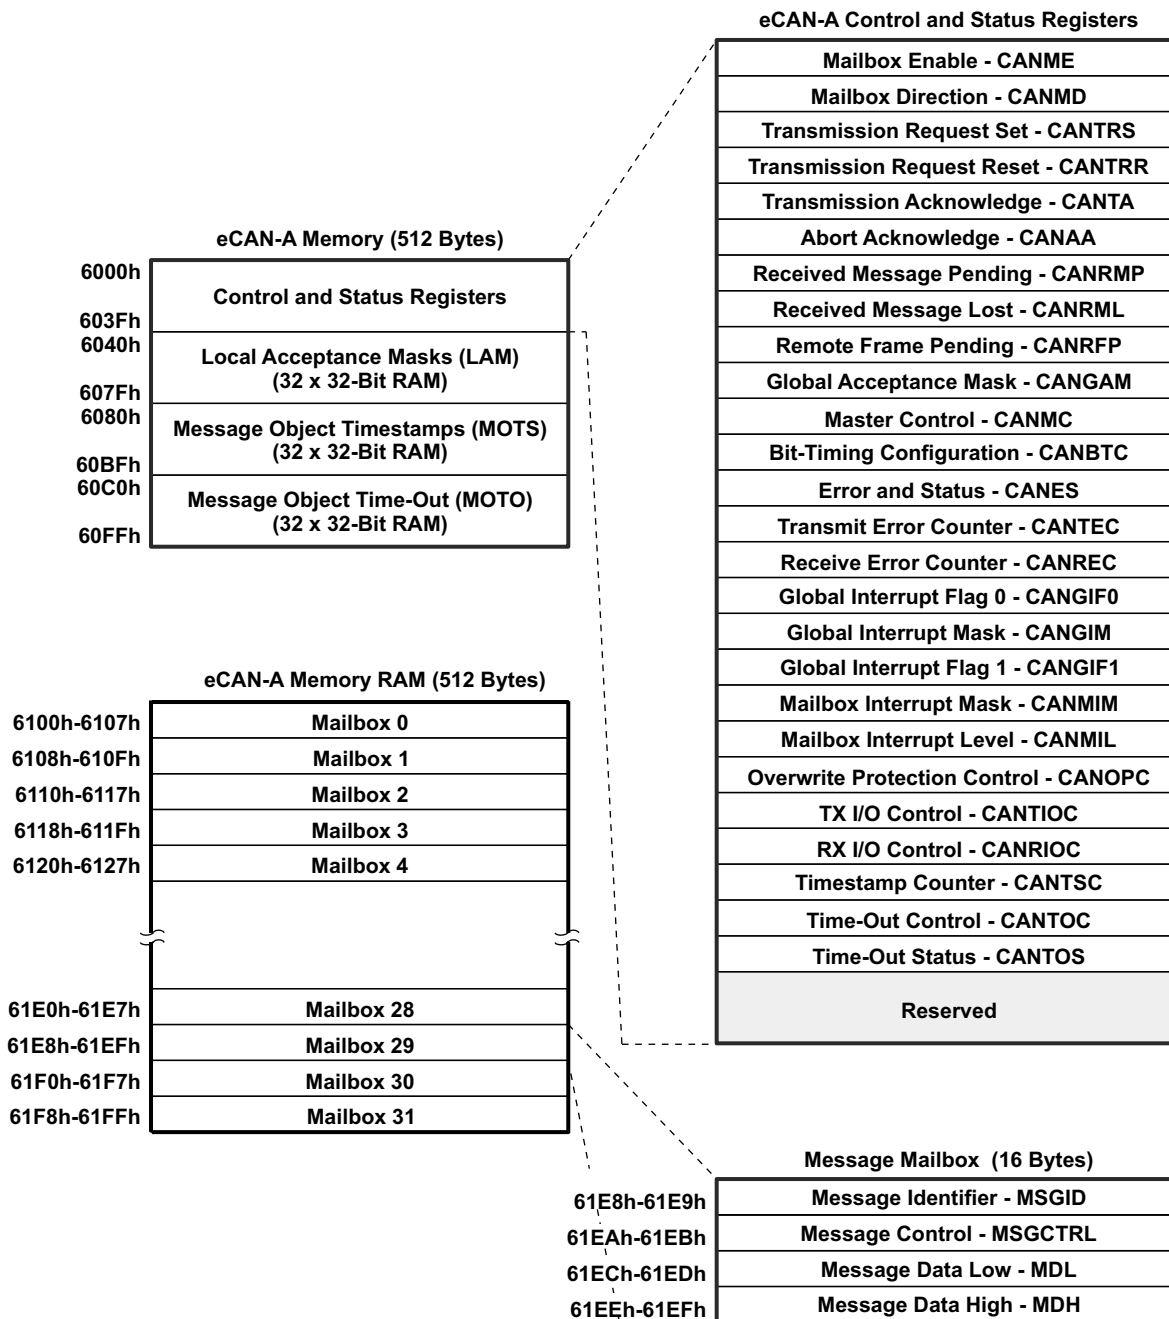 eCAN-A Control and Status Registers
Mailbox Enable - CANME
Mailbox Direction - CANMD
Transmission Request Set - CANTRS
Transmission Request Reset - CANTRR
Transmission Acknowledge - CANTA
Abort Acknowledge - CANAA
Received Message Pending - CANRMP
Received Message Lost - CANRML
Remote Frame Pending - CANRFP
Global Acceptance Mask - CANGAM
Master Control - CANMC
Bit-Timing Configuration - CANBTC
Error and Status - CANES
Transmit Error Counter - CANTEC
Receive Error Counter - CANREC
Global Interrupt Flag 0 - CANGIF0
Global Interrupt Mask - CANGIM
Global Interrupt Flag 1 - CANGIF1
Mailbox Interrupt Mask - CANMIM
Mailbox Interrupt Level - CANMIL
Overwrite Protection Control - CANOPC
TX I/O Control - CANTIOC
RX I/O Control - CANRIOC
Timestamp Counter - CANTSC
Time-Out Control - CANTOC
Time-Out Status - CANTOS
Reserved
eCAN-A Memory (512 Bytes)
6000h
Control and Status Registers
603Fh
6040h
Local Acceptance Masks (LAM)
(32 x 32-Bit RAM)
607Fh
6080h
Message Object Timestamps (MOTS)
(32 x 32-Bit RAM)
60BFh
60C0h
Message Object Time-Out (MOTO)
(32 x 32-Bit RAM)
60FFh
eCAN-A Memory RAM (512 Bytes)
6100h-6107h Mailbox 0
6108h-610Fh Mailbox 1
6110h-6117h Mailbox 2
6118h-611Fh Mailbox 3
6120h-6127h Mailbox 4
61E0h-61E7h Mailbox 28
61E8h-61EFh Mailbox 29
61F0h-61F7h Mailbox 30
61F8h-61FFh Mailbox 31
Message Mailbox (16 Bytes)
61E8h-61E9h Message Identifier - MSGID
61EAh-61EBh Message Control - MSGCTRL
61ECh-61EDh Message Data Low - MDL
61EEh-61EFh Message Data High - MDH